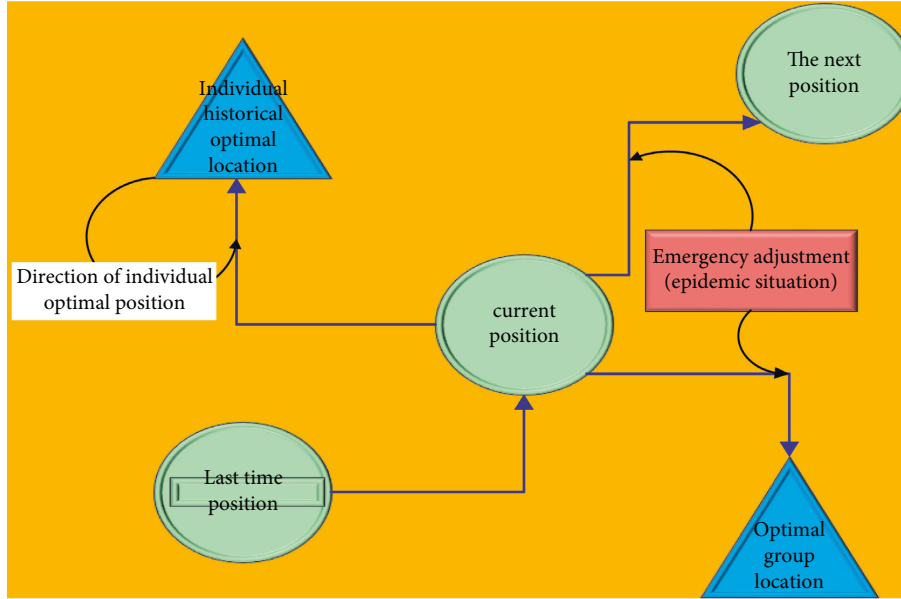 The next
position
Individual
historical
optimal
location
Direction of individual
optimal position
Emergency adjustment
(epidemic situation)
current
position
Last time
position
Optimal
group
location